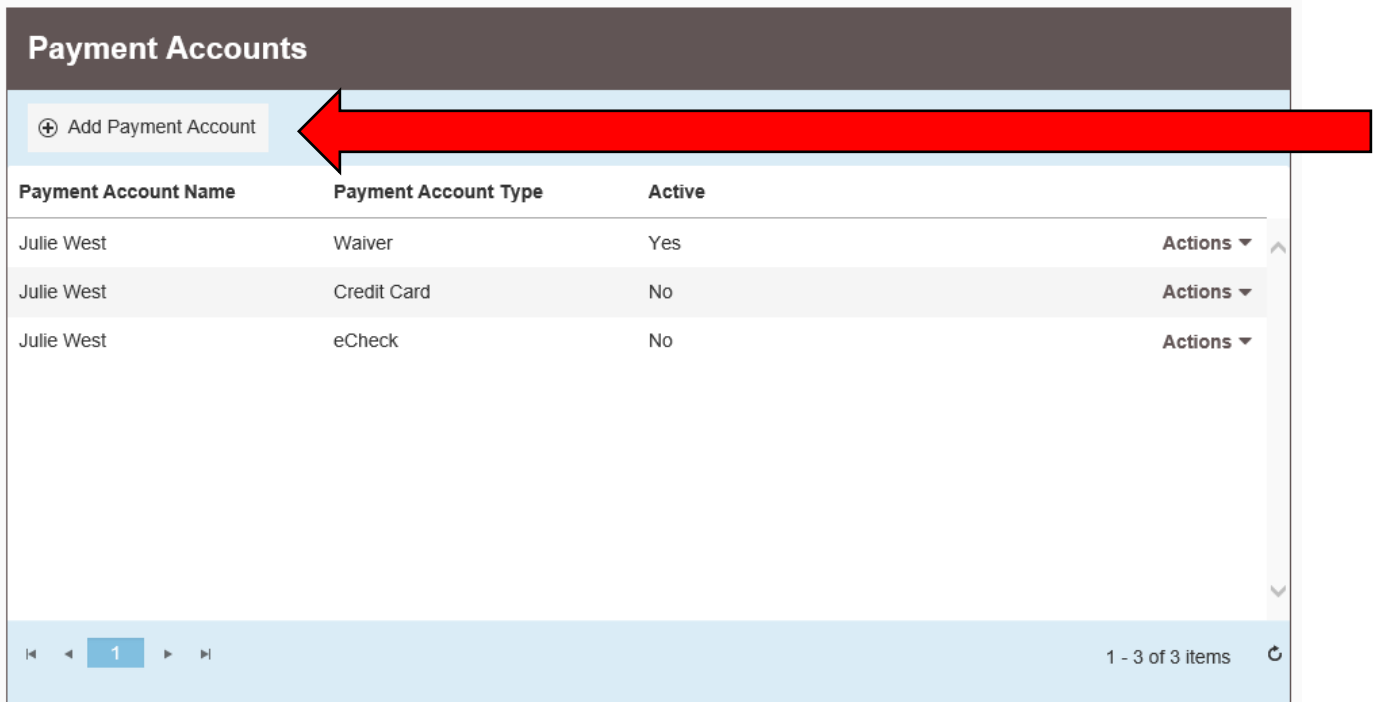 Payment Accounts
Add Payment Account
Payment Account Name Payment Account Type Active
Julie West Waiver Yes Actions
Julie West Credit Card No Actions
Julie West eCheck No Actions
1 1 - 3 of 3 items